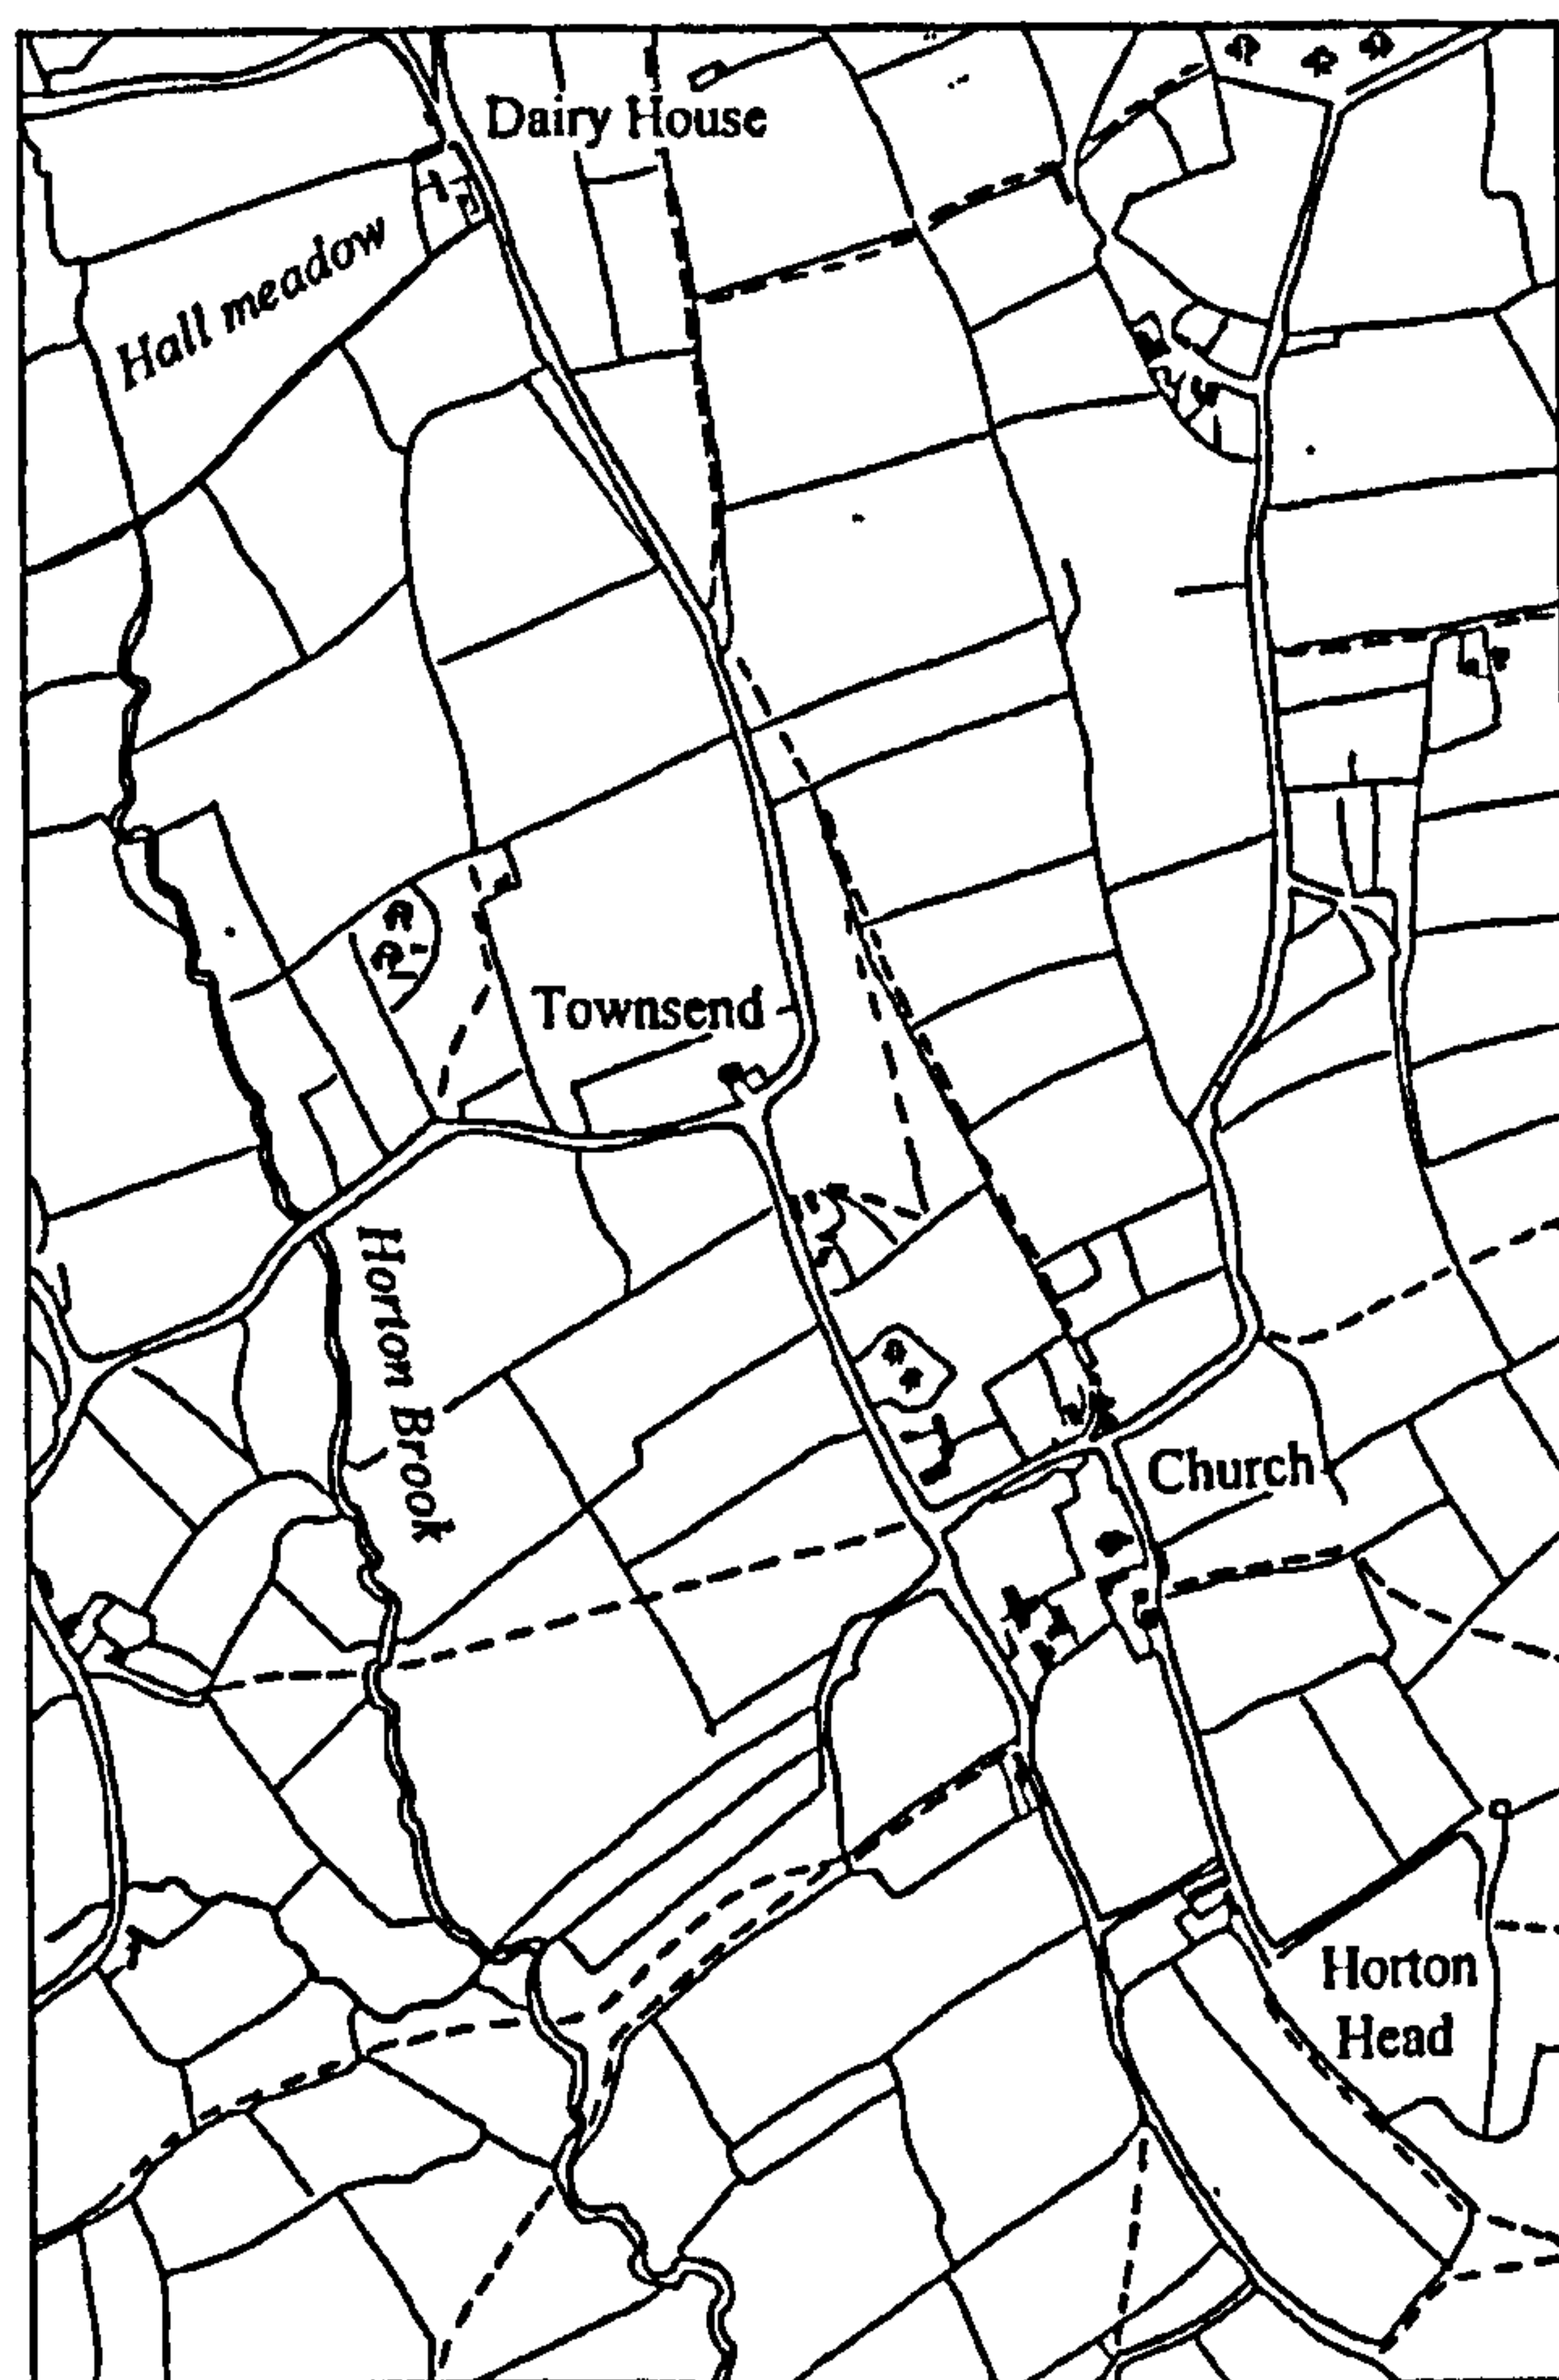 Dairy House
Hall meadow
Townsend
Horton Brook
Church
Horton
Head